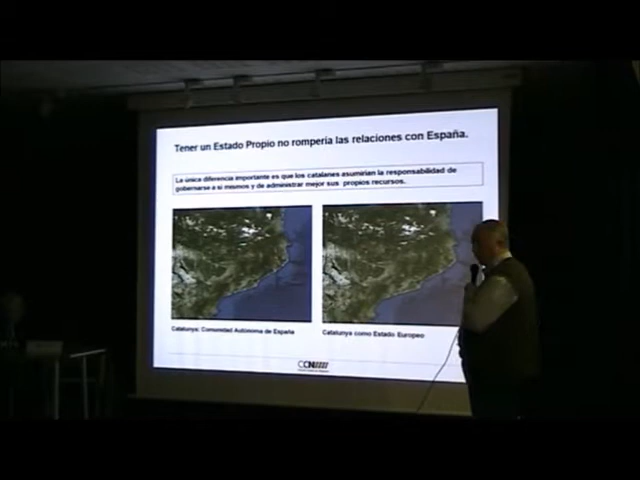 Tener un Estado Propio no rompería las relaciones con España.
La única diferencia importante es que los catalanes asumirían la responsabilidad de
gobernarse a si mismos y de administrar mejor sus propios recursos.
Catalunya: Comunidad Autónoma de España
Catalunya como Estado Europeo
CCN